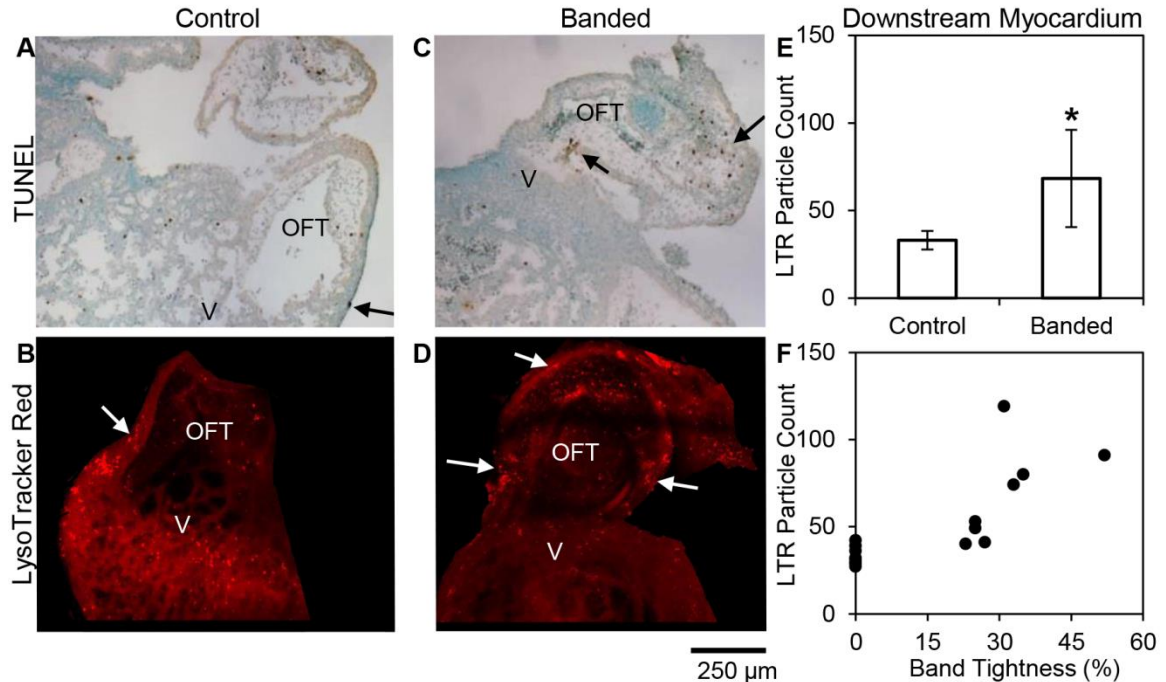 Control
Banded
Downstream Myocardium
TUNEL
A
OFT
V
C
OFT
V
E
LTR Particle Count
150
100
50
0
*
Control
Banded
LysoTracker Red
B
OFT
V
D
OFT
V
250 µm
F
LTR Particle Count
150
100
50
0
0
15
30
45
60
Band Tightness (%)